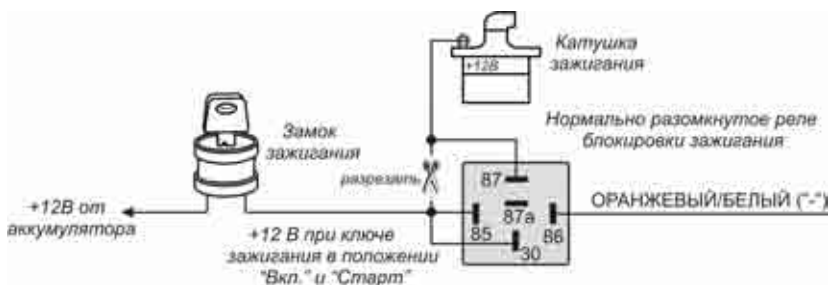 Катушка
зажигания
+12В
Нормально разомкнутое реле
блокировки зажигания
Замок
зажигания
разрезать
87
87а
85
86
30
ОРАНЖЕВЫЙ/БЕЛЫЙ ("-")
+12В от
аккумулятора
+12 В при ключе
зажигания в положении
"Вкл." и "Старт"